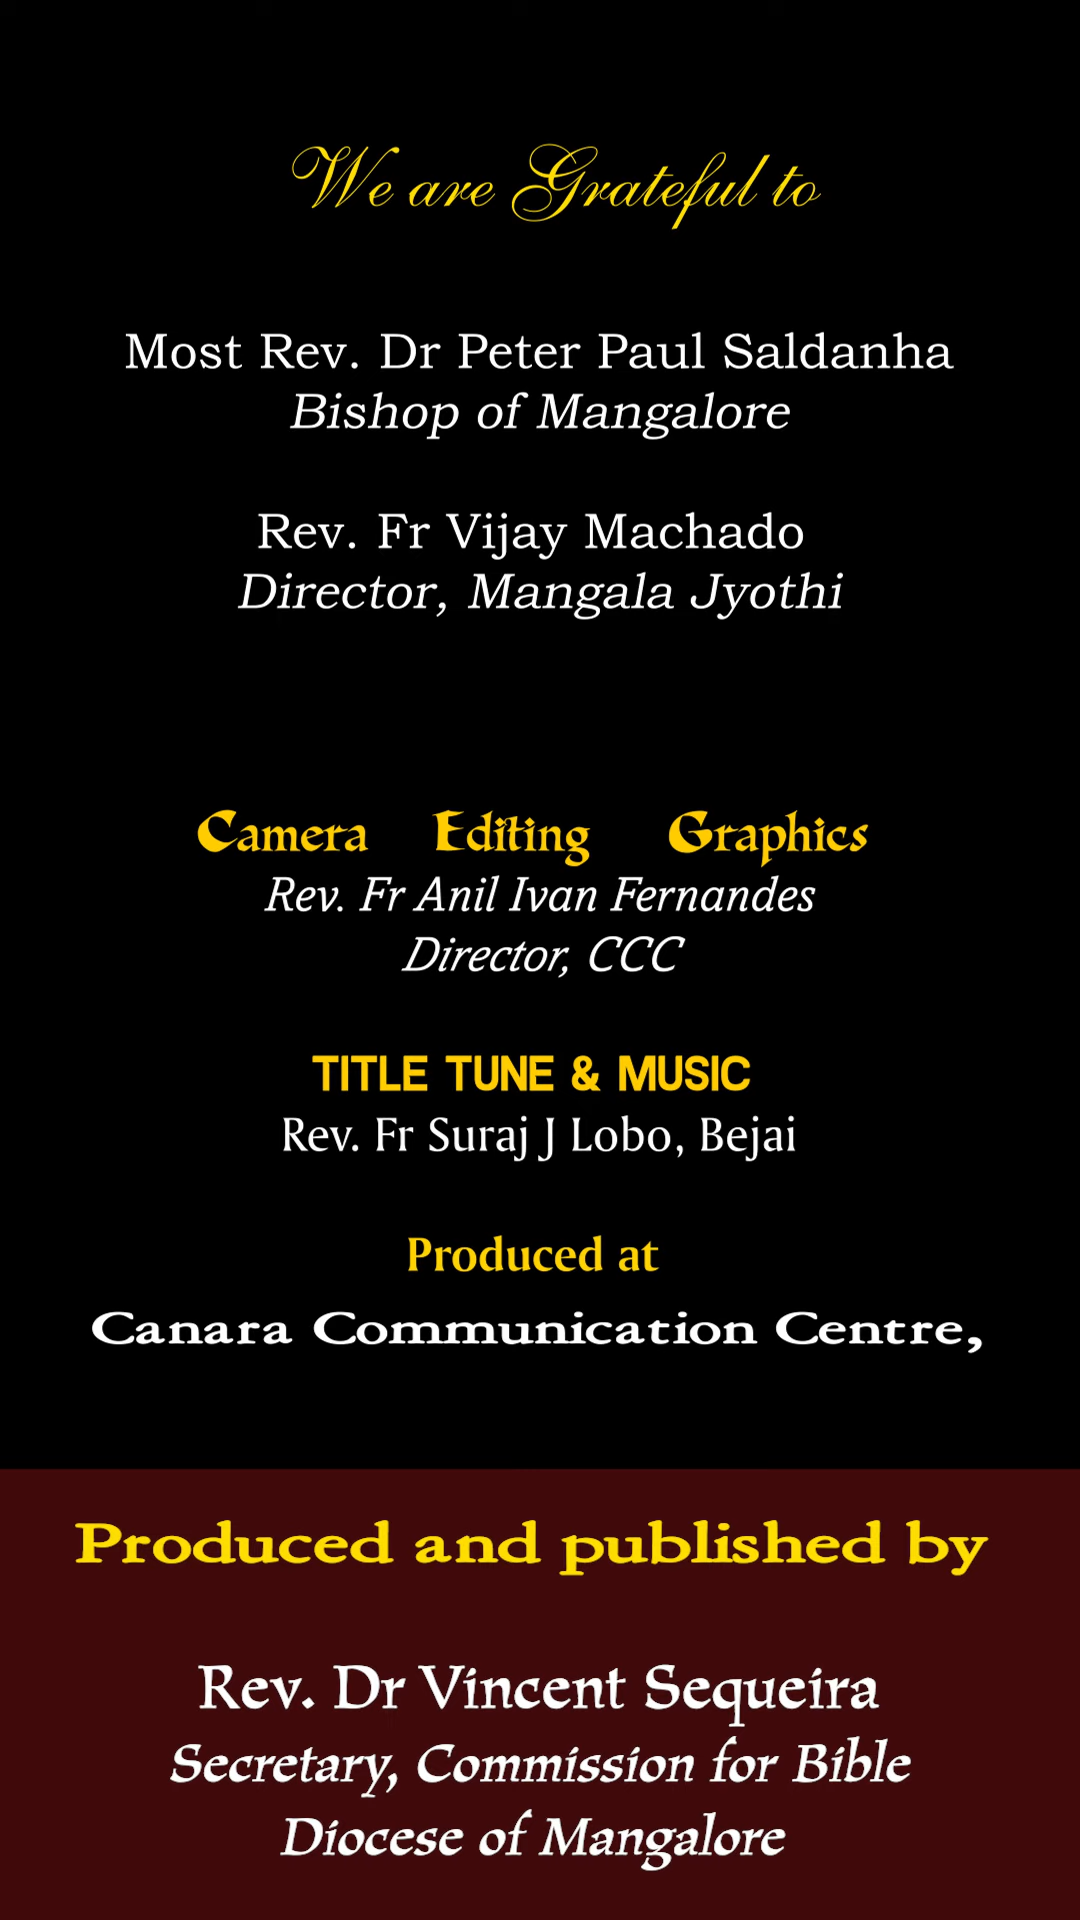 We are Grateful to
Most Rev. Dr Peter Paul Saldanha
Bishop of Mangalore
Rev. Fr Vijay Machado
Director, Mangala Jyothi
Camera Editing Graphics
Rev. Fr Anil Ivan Fernandes
Director, CCC
TITLE TUNE & MUSIC
Rev. Fr Suraj J Lobo, Bejai
Produced at
Canara Communication Centre,
Produced and published by
Rev. Dr Vincent Sequeira
Secretary, Commission for Bible
Diocese of Mangalore